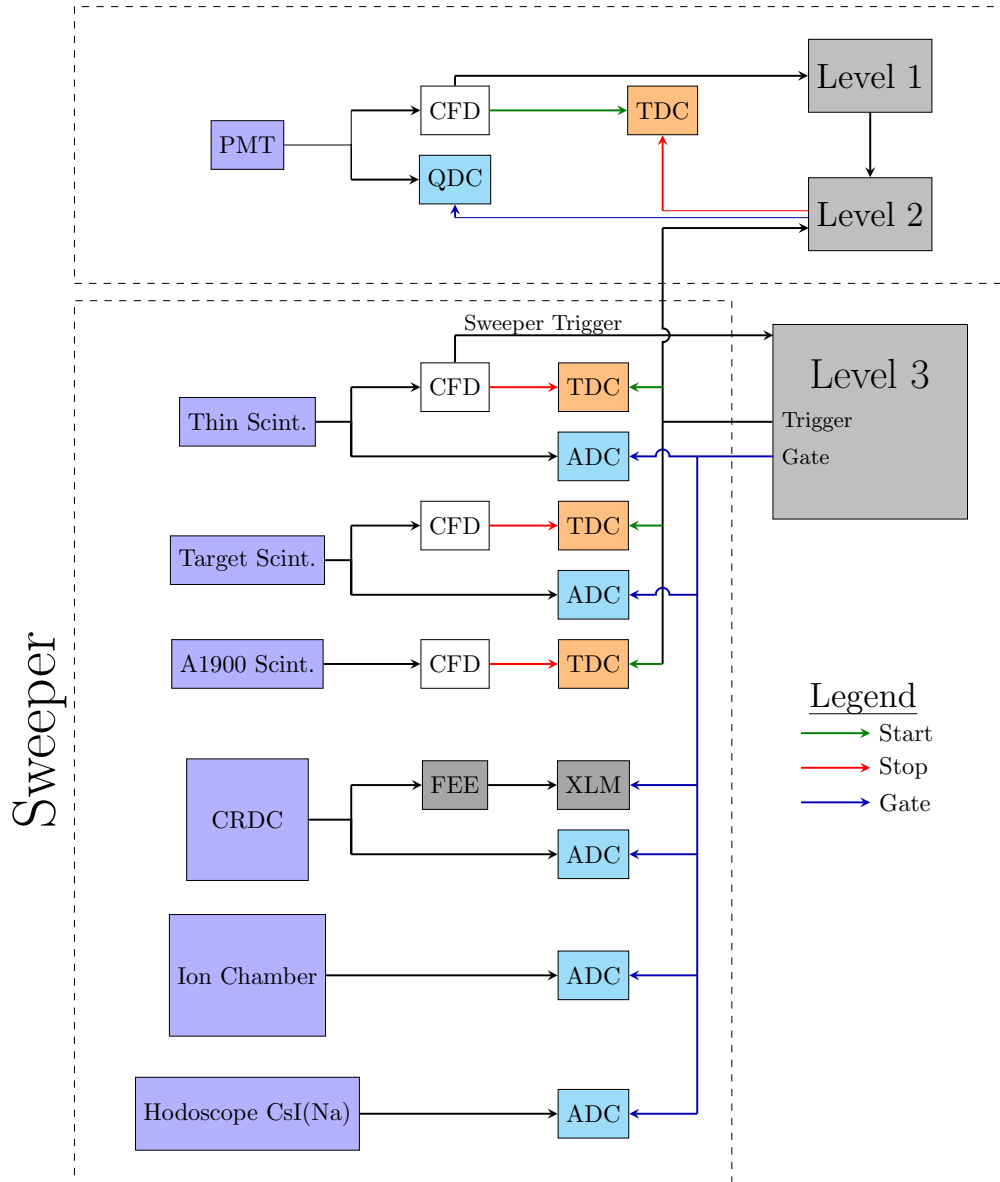 Level 1
CFD
TDC
PMT
QDC
Level 2
Sweeper Trigger
Level 3
CFD
TDC
Thin Scint.
Trigger
ADC
Gate
CFD
TDC
Target Scint.
ADC
A1900 Scint.
CFD
TDC
Sweeper
Legend
Start
Stop
Gate
FEE
XLM
CRDC
ADC
Ion Chamber
ADC
Hodoscope CsI(Na)
ADC